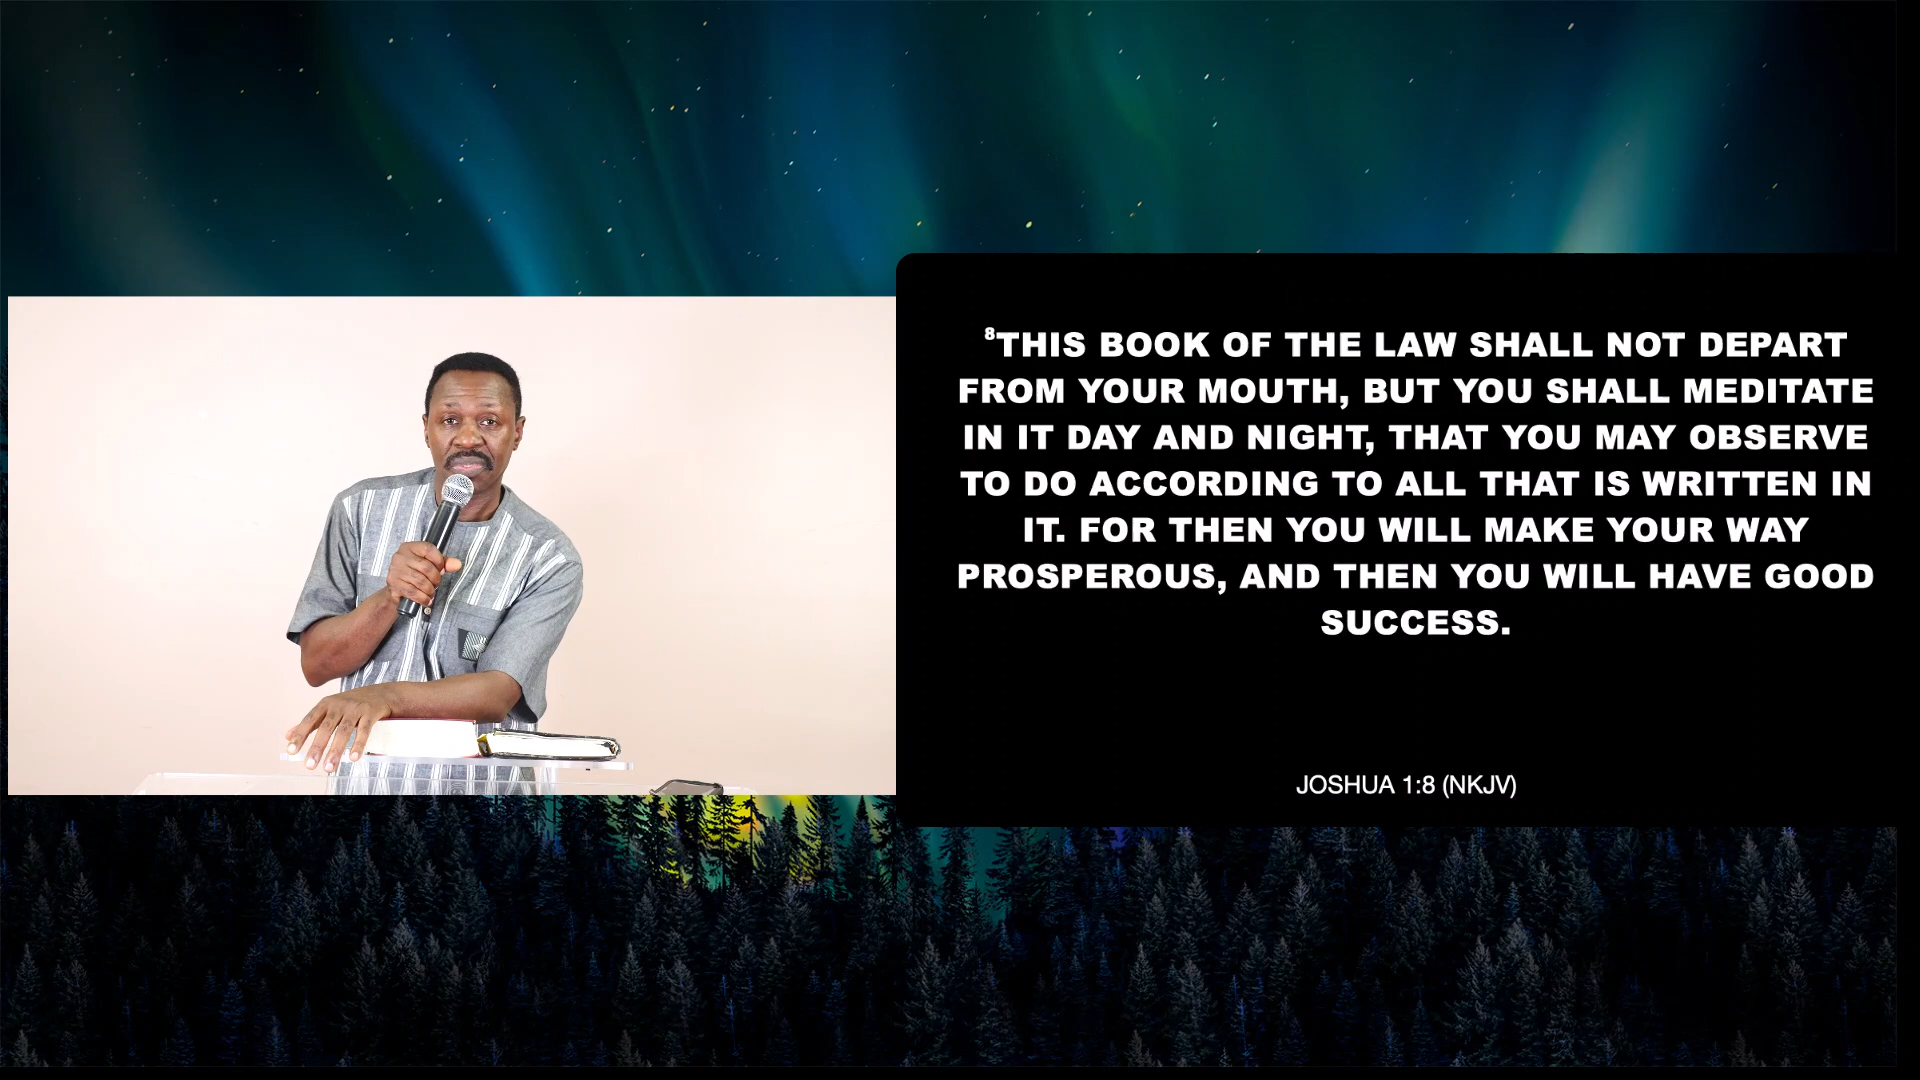 ⁸THIS BOOK OF THE LAW SHALL NOT DEPART
FROM YOUR MOUTH, BUT YOU SHALL MEDITATE
IN IT DAY AND NIGHT, THAT YOU MAY OBSERVE
TO DO ACCORDING TO ALL THAT IS WRITTEN IN
IT. FOR THEN YOU WILL MAKE YOUR WAY
PROSPEROUS, AND THEN YOU WILL HAVE GOOD
SUCCESS.
JOSHUA 1:8 (NKJV)